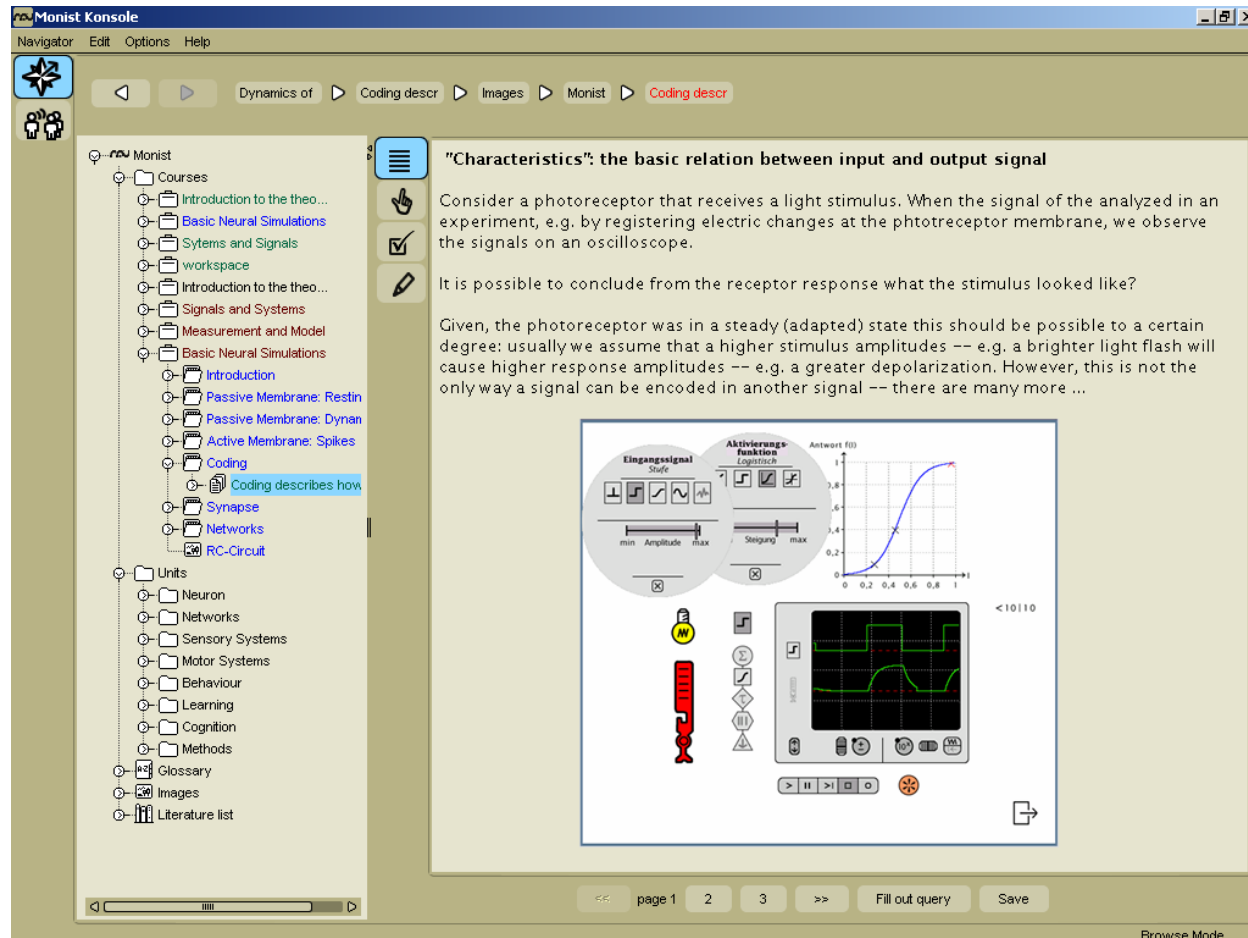 Monist Konsole
Navigator Edit Options Help
Dynamics of Coding descr Images Monist Coding descr
Monist
Courses
Introduction to the theo...
Basic Neural Simulations
Sytems and Signals
workspace
Introduction to the theo...
Signals and Systems
Measurement and Model
Basic Neural Simulations
Introduction
Passive Membrane: Restin
Passive Membrane: Dynan
Active Membrane: Spikes
Coding
Coding describes how
Synapse
Networks
RC-Circuit
Units
Neuron
Networks
Sensory Systems
Motor Systems
Behaviour
Learning
Cognition
Methods
Glossary
Images
Literature list
"Characteristics": the basic relation between input and output signal
Consider a photoreceptor that receives a light stimulus. When the signal of the analyzed in an
experiment, e.g. by registering electric changes at the phtotreceptor membrane, we observe
the signals on an oscilloscope.
It is possible to conclude from the receptor response what the stimulus looked like?
Given, the photoreceptor was in a steady (adapted) state this should be possible to a certain
degree: usually we assume that a higher stimulus amplitudes -- e.g. a brighter light flash will
cause higher response amplitudes -- e.g. a greater depolarization. However, this is not the
only way a signal can be encoded in another signal -- there are many more ...
Eingangssignal
Stufe
min Amplitude max
Aktivierungs-
funktion
Logistisch
Steigung max
Antwort f(I)
1
0,8
0,6
0,4
0,2
0
0 0,2 0,4 0,6 0,8 1 I
<10|10
<< page 1 2 3 >> Fill out query Save
Browse Mode